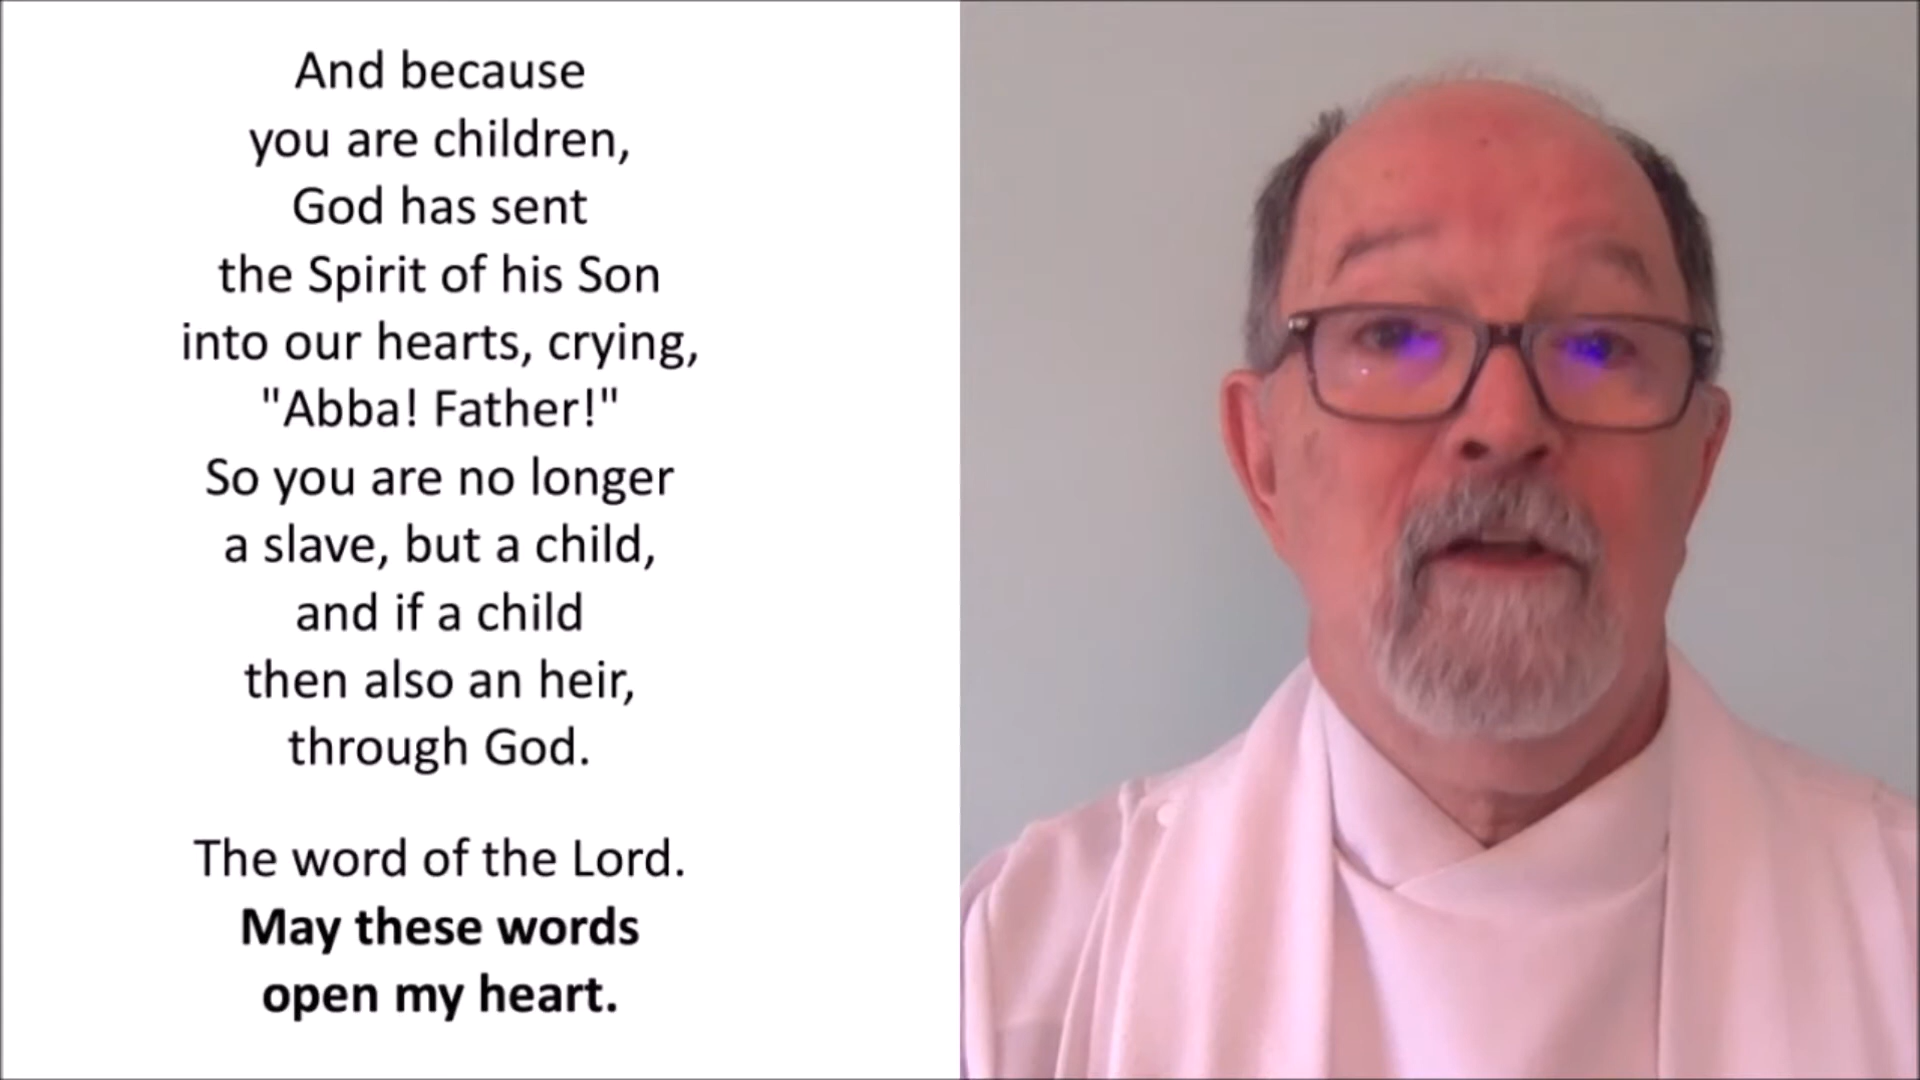 And because
you are children,
God has sent
the Spirit of his Son
into our hearts, crying,
"Abba! Father!"
So you are no longer
a slave, but a child,
and if a child
then also an heir,
through God.
The word of the Lord.
May these words
open my heart.